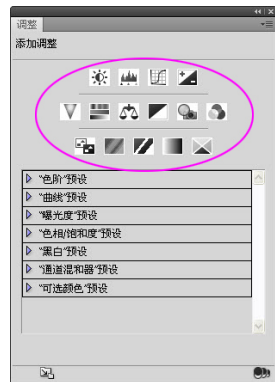 调整
添加调整
“色阶”预设
“曲线”预设
“曝光度”预设
“色相/饱和度”预设
“黑白”预设
“通道混和器”预设
“可选颜色”预设